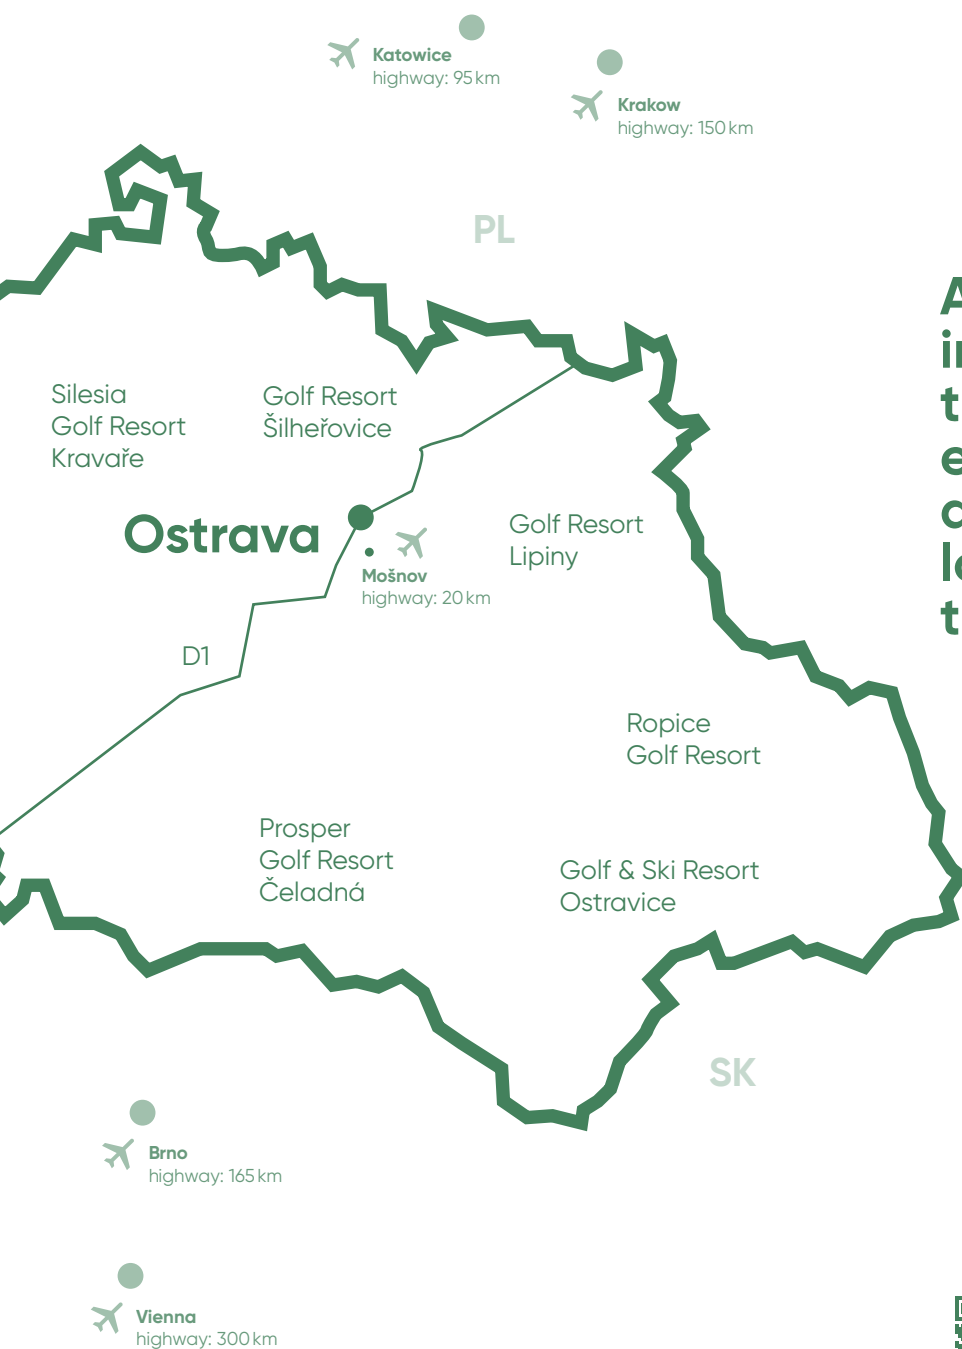 Katowice
highway: 95 km
Krakow
highway: 150 km
PL
Silesia
Golf Resort
Kravaře
Golf Resort
Šilheřovice
Ostrava
Mošnov
highway: 20 km
Golf Resort
Lipiny
D1
Ropice
Golf Resort
Prosper
Golf Resort
Čeladná
Golf & Ski Resort
Ostravice
SK
Brno
highway: 165 km
Vienna
highway: 300 km